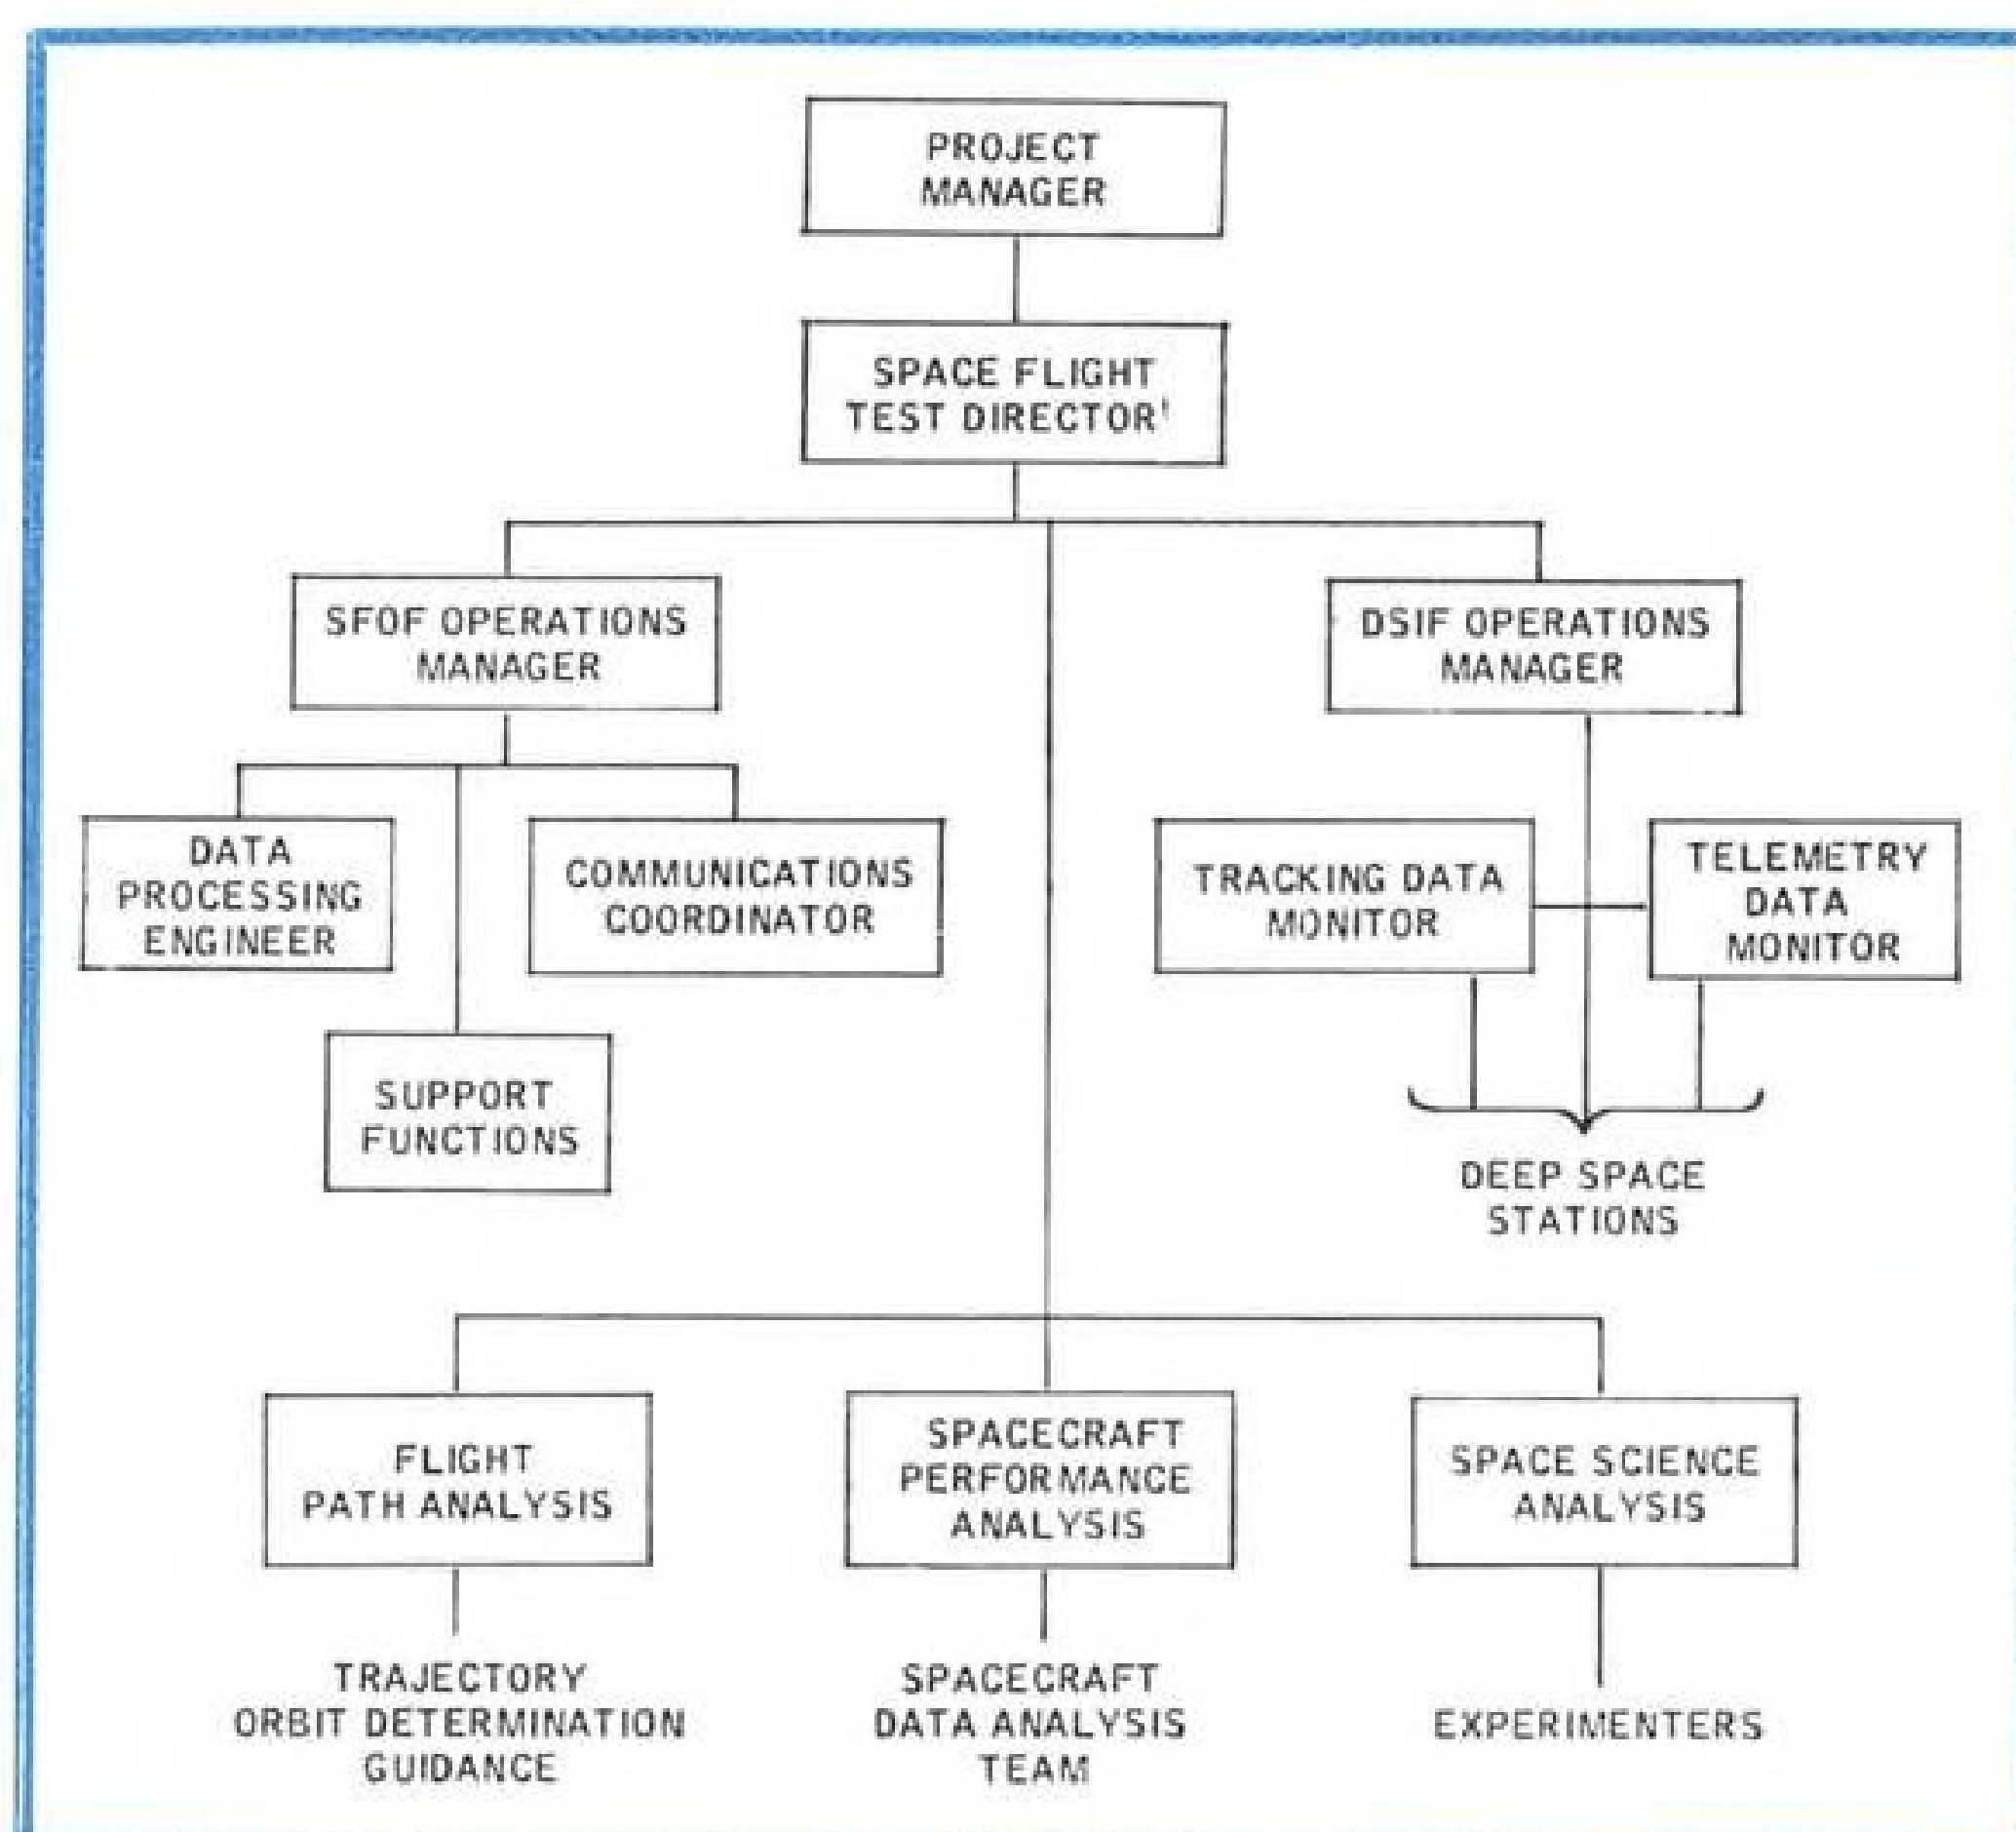 PROJECT
MANAGER
SPACE FLIGHT
TEST DIRECTOR¹
SFOF OPERATIONS
MANAGER
DSIF OPERATIONS
MANAGER
DATA
PROCESSING
ENGINEER
COMMUNICATIONS
COORDINATOR
TRACKING DATA
MONITOR
TELEMETRY
DATA
MONITOR
SUPPORT
FUNCTIONS
DEEP SPACE
STATIONS
FLIGHT
PATH ANALYSIS
SPACECRAFT
PERFORMANCE
ANALYSIS
SPACE SCIENCE
ANALYSIS
TRAJECTORY
ORBIT DETERMINATION
GUIDANCE
SPACECRAFT
DATA ANALYSIS
TEAM
EXPERIMENTERS